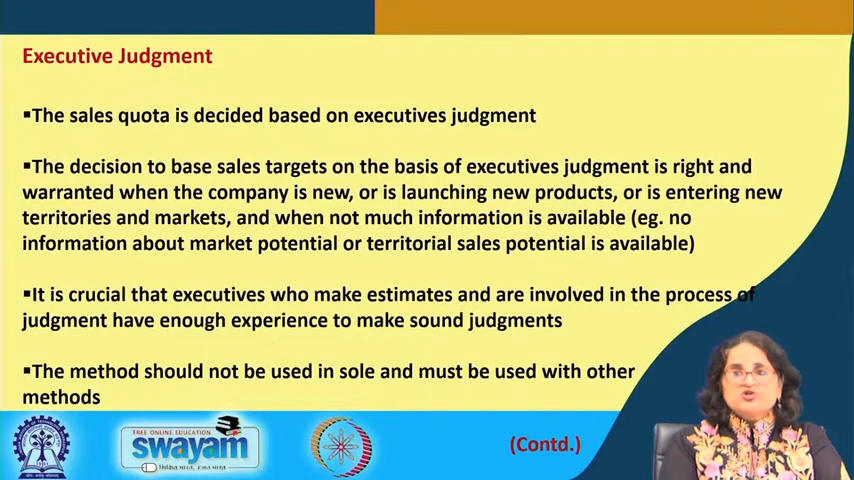 Executive Judgment
▪The sales quota is decided based on executives judgment
▪The decision to base sales targets on the basis of executives judgment is right and
warranted when the company is new, or is launching new products, or is entering new
territories and markets, and when not much information is available (eg. no
information about market potential or territorial sales potential is available)
▪It is crucial that executives who make estimates and are involved in the process of
judgment have enough experience to make sound judgments
▪The method should not be used in sole and must be used with other
methods
FREE ONLINE EDUCATION
swayam
(Contd.)